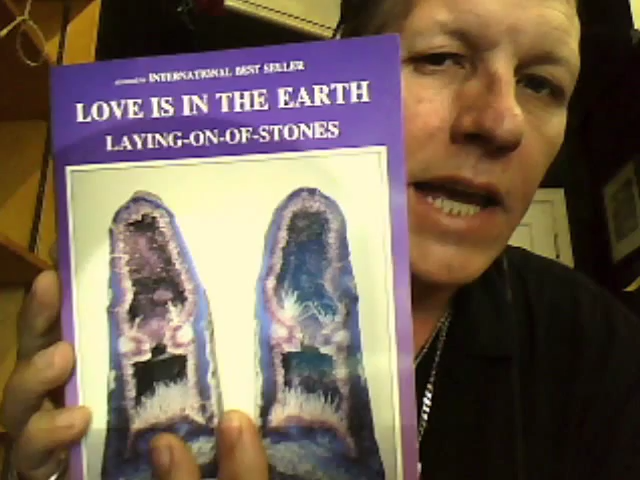 INTERNATIONAL BEST SELLER
LOVE IS IN THE EARTH
LAYING-ON-OF-STONES